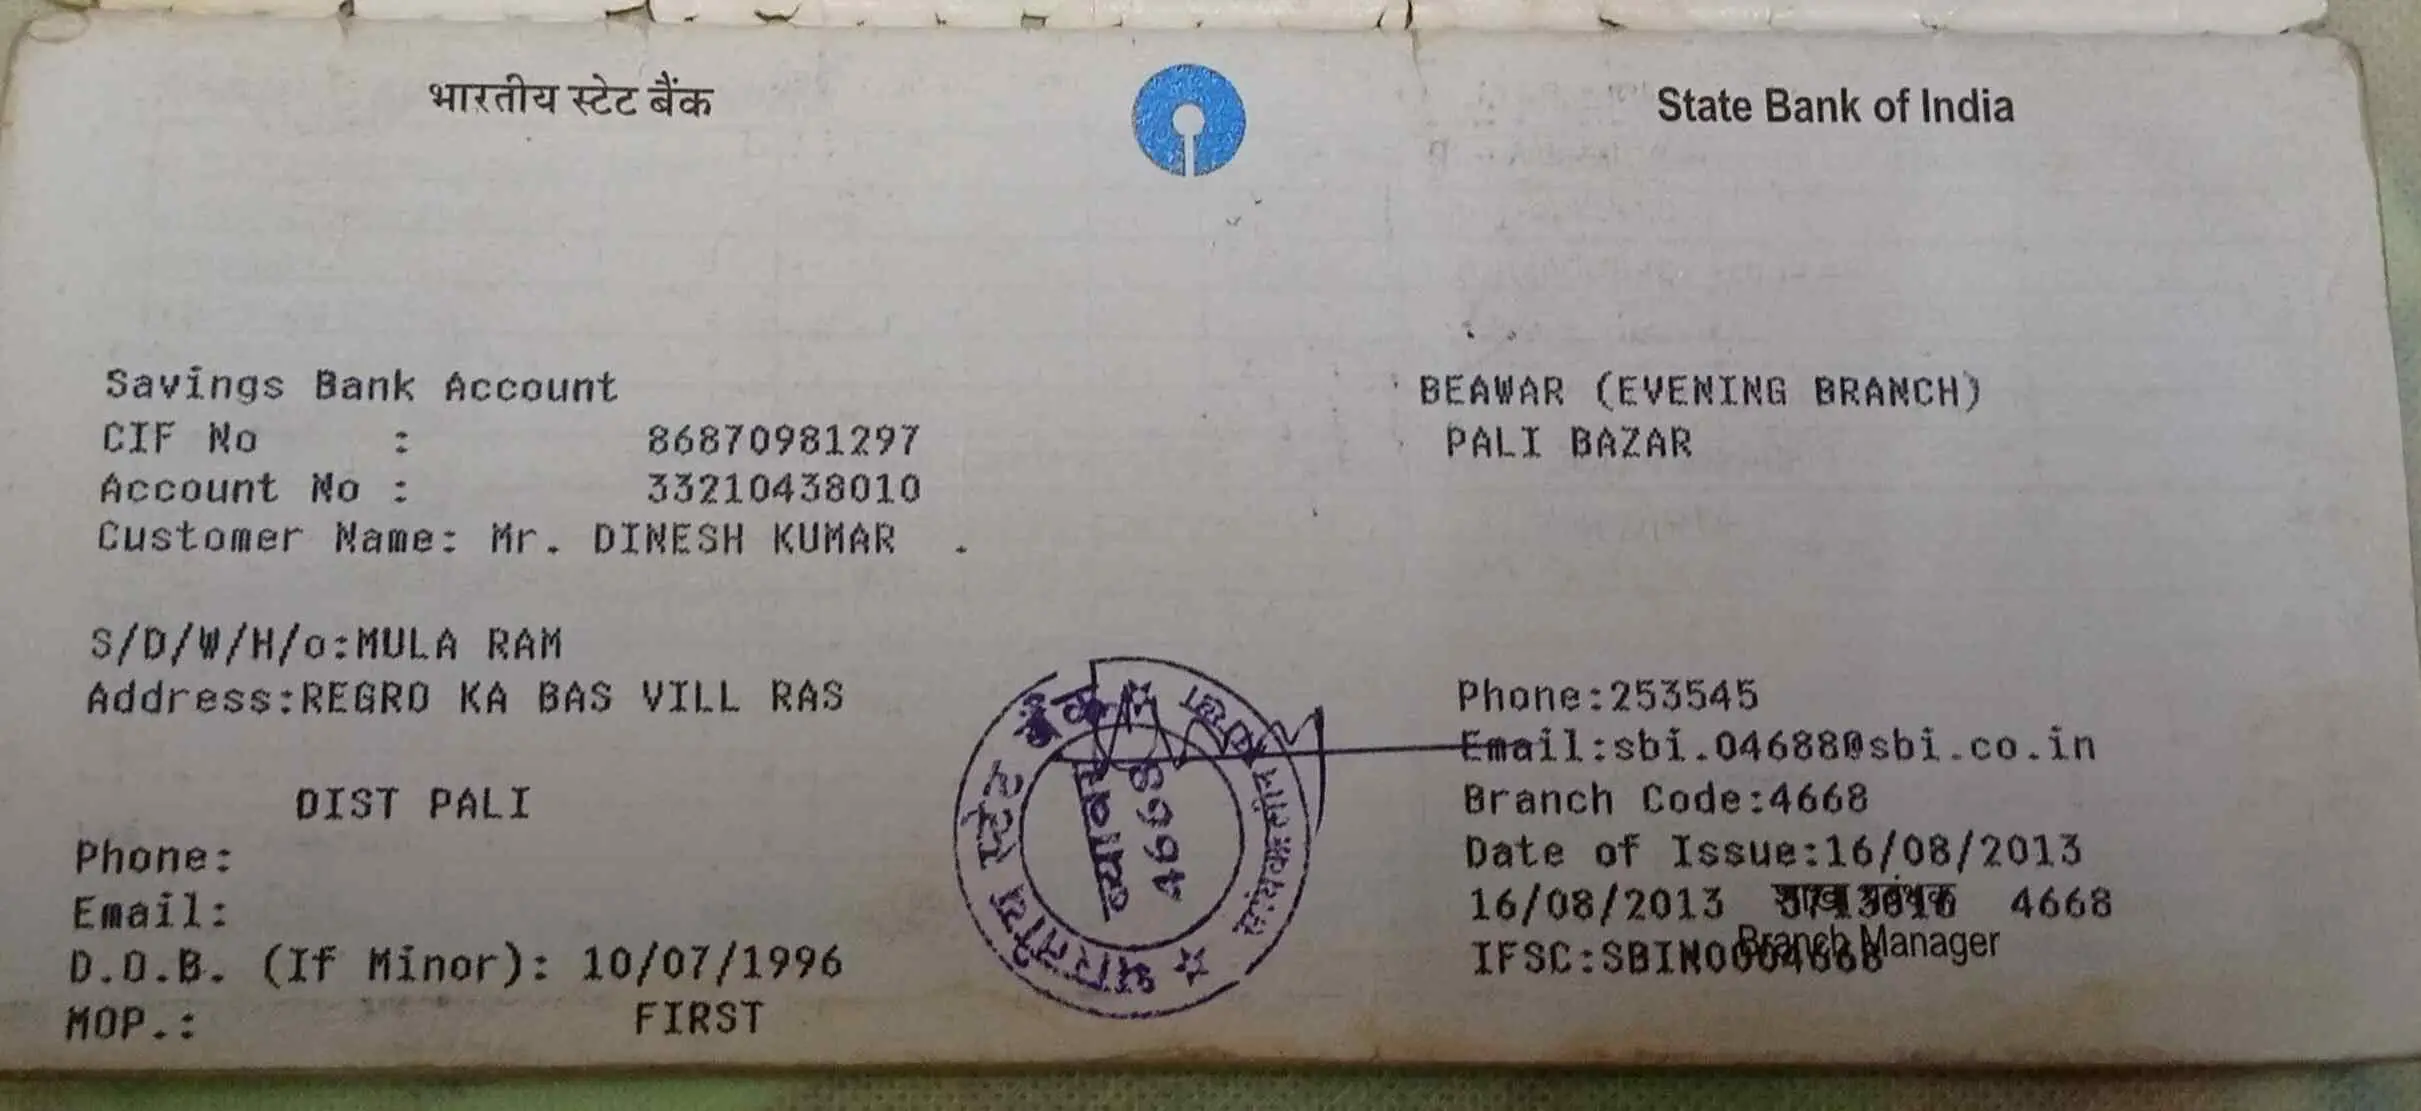 भारतीय स्टेट बैंक
State Bank of India
Savings Bank Account
CIF No : 86870981297
Account No : 33210438010
Customer Name: Mr. DINESH KUMAR .
S/D/W/H/o:MULA RAM
Address:REGRO KA BAS VILL RAS
DIST PALI
Phone:
Email:
D.O.B. (If Minor): 10/07/1996
MOP.: FIRST
BEAWAR (EVENING BRANCH)
PALI BAZAR
Phone:253545
Email:sbi.04688@sbi.co.in
Branch Code:4668
Date of Issue:16/08/2013
16/08/2013 4668
शाखा प्रबंधक
IFSC:SBIN0004668
Branch Manager
भारतीय स्टेट बैंक
ब्यावर
4668